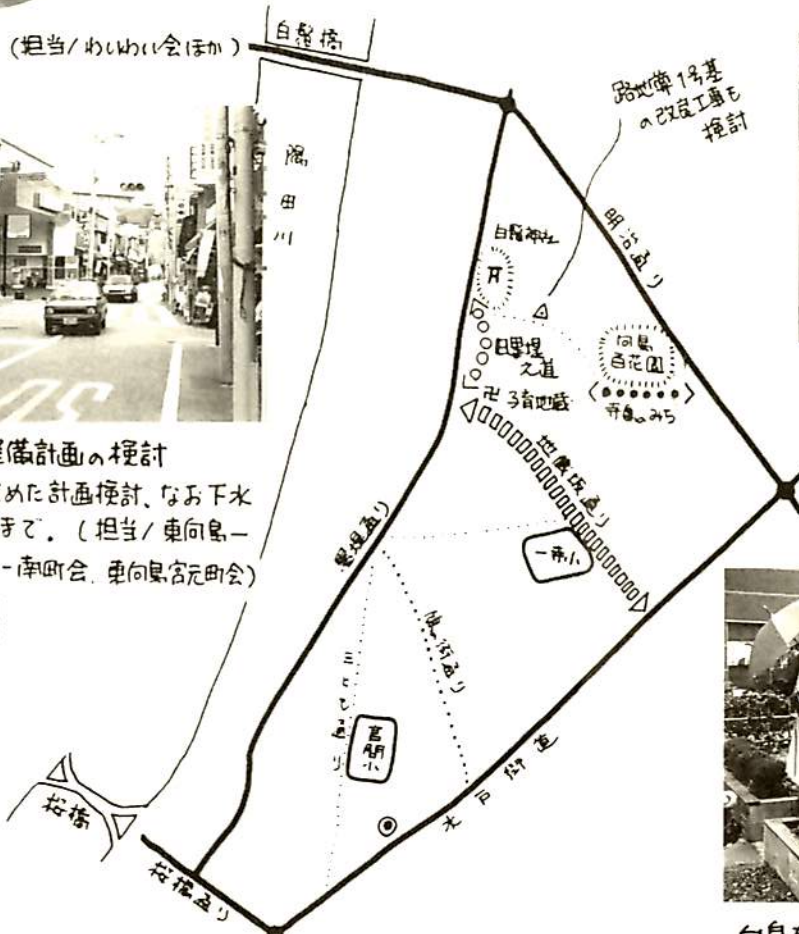 (担当/わいわい会ほか)
白鬚橋
路地尊1号基
の改良工事も
検討
隅田川
明治通り
白鬚神社
向島
百花園
旧墨堤
之道
卍 子育地蔵
寺島のみち
地蔵坂通り
備計画の検討
めた計画検討、なお下水
まで。(担当/東向島一
一南町会、東向島宮元町会)
墨堤通り
一寺小
鳩の街通り
言問小
水戸街道
桜橋
桜橋通り